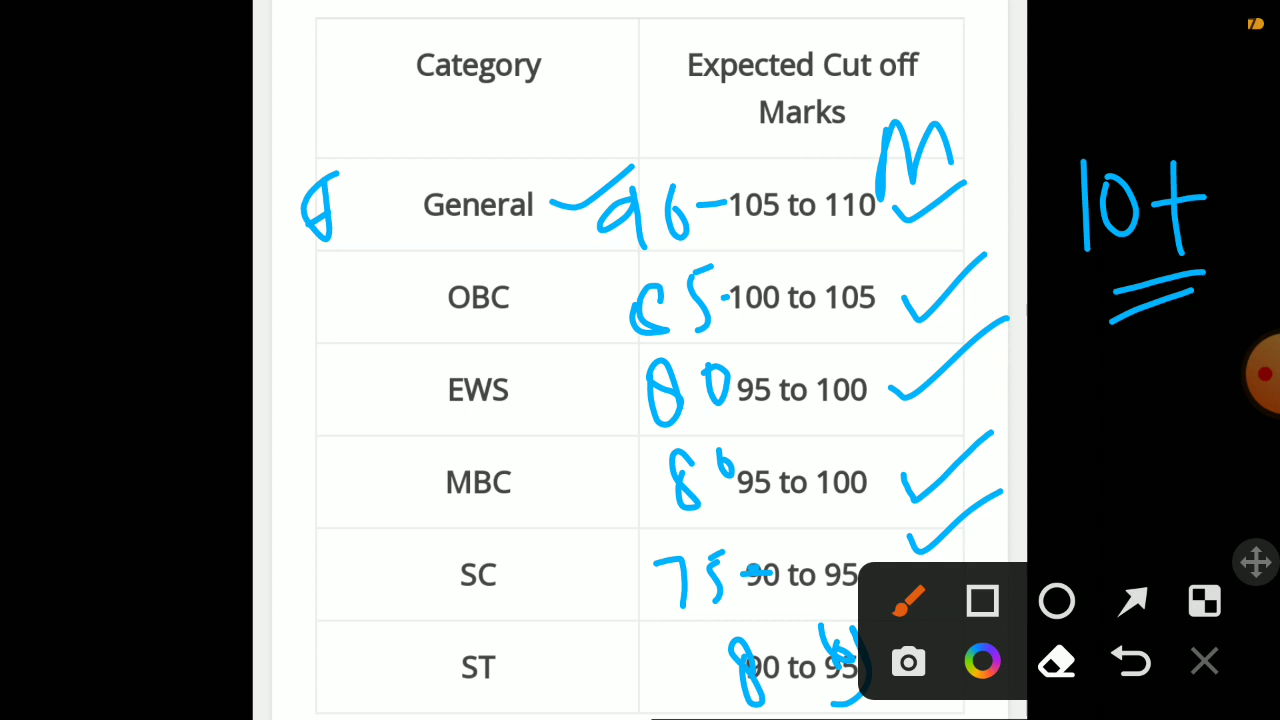 Category Expected Cut off
Marks
M
General 90 - 105 to 110 10+
OBC 85 - 100 to 105
EWS 80 95 to 100
MBC 80 95 to 100
SC 75 - 90 to 95
ST 90 to 95